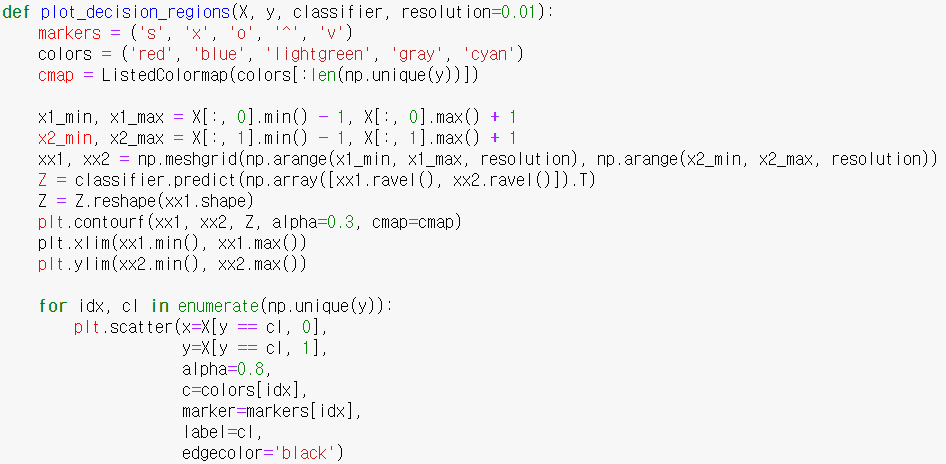 def plot_decision_regions(X, y, classifier, resolution=0.01):
    markers = ('s', 'x', 'o', '^', 'v')
    colors = ('red', 'blue', 'lightgreen', 'gray', 'cyan')
    cmap = ListedColormap(colors[:len(np.unique(y))])

    x1_min, x1_max = X[:, 0].min() - 1, X[:, 0].max() + 1
    x2_min, x2_max = X[:, 1].min() - 1, X[:, 1].max() + 1
    xx1, xx2 = np.meshgrid(np.arange(x1_min, x1_max, resolution), np.arange(x2_min, x2_max, resolution))
    Z = classifier.predict(np.array([xx1.ravel(), xx2.ravel()]).T)
    Z = Z.reshape(xx1.shape)
    plt.contourf(xx1, xx2, Z, alpha=0.3, cmap=cmap)
    plt.xlim(xx1.min(), xx1.max())
    plt.ylim(xx2.min(), xx2.max())

    for idx, cl in enumerate(np.unique(y)):
        plt.scatter(x=X[y == cl, 0],
                    y=X[y == cl, 1],
                    alpha=0.8,
                    c=colors[idx],
                    marker=markers[idx],
                    label=cl,
                    edgecolor='black')